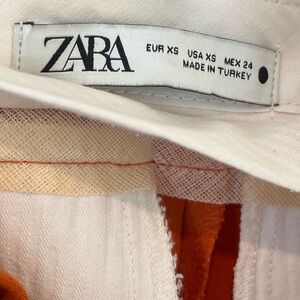 ZARA
EUR XS USA XS MEX 24
MADE IN TURKEY